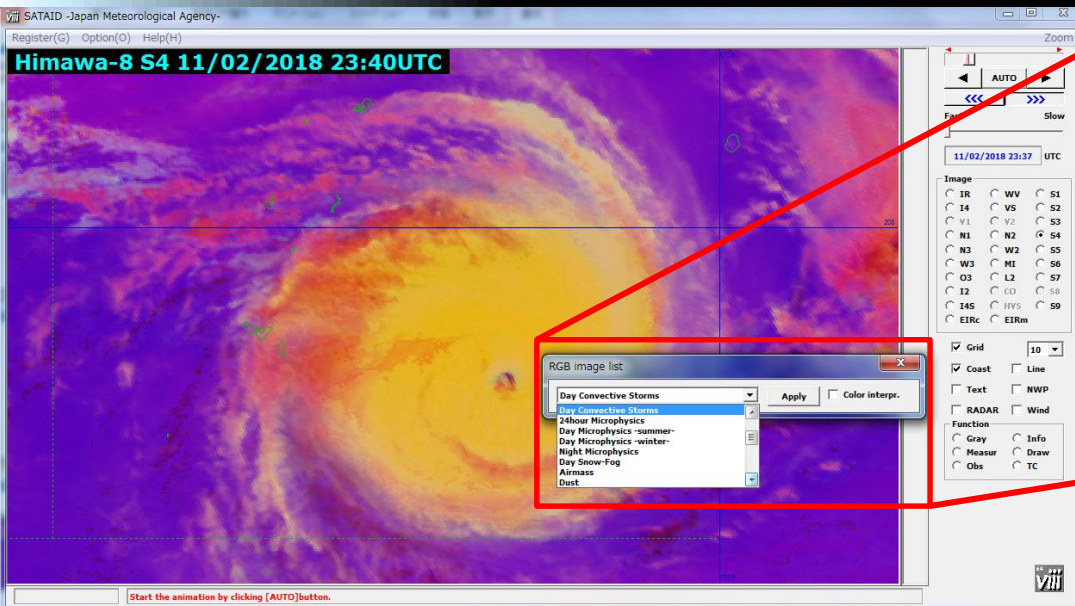 SATAID -Japan Meteorological Agency-
Register(G) Option(O) Help(H) Zoom
Himawa-8 S4 11/02/2018 23:40UTC
AUTO
<<< >>>
Slow
11/02/2018 23:37 UTC
Image
IR WV S1
I4 VS S2
V1 V2 S3
N1 N2 S4
N3 W2 S5
W3 MI S6
O3 L2 S7
I2 CO S8
I4S HVS S9
EIRc EIRm
Grid 10
Coast Line
Text NWP
RADAR Wind
Function
Gray Info
Measur Draw
Obs TC
20S
RGB image list
Day Convective Storms Apply Color interpr.
Day Convective Storms
24hour Microphysics
Day Microphysics -summer-
Day Microphysics -winter-
Night Microphysics
Day Snow-Fog
Airmass
Dust
Start the animation by clicking [AUTO]button.
viii